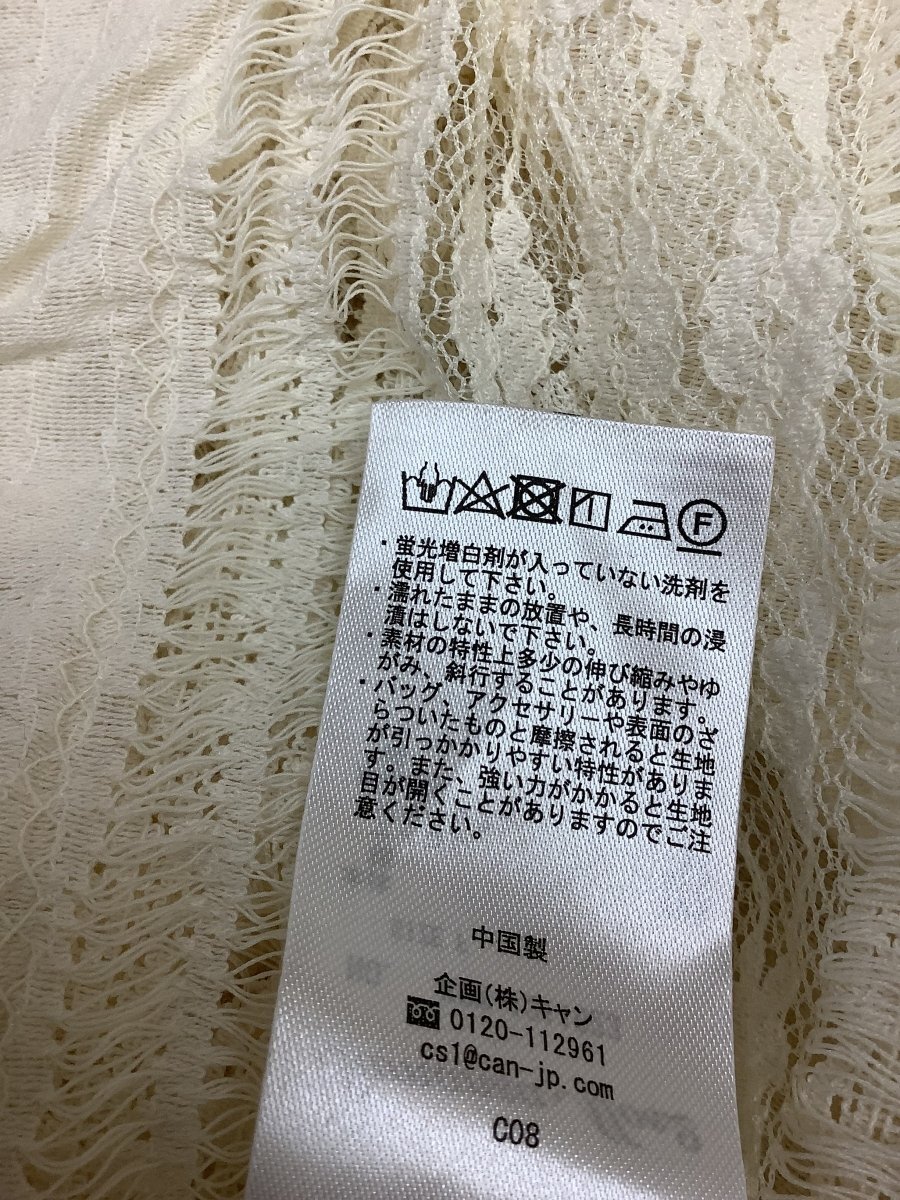 F
・蛍光増白剤が入っていない洗剤を
使用して下さい。
・濡れたままの放置や、長時間の浸
漬はしないで下さい。
・素材の特性上多少の伸び縮みやゆ
がみ、斜行することがあります。
・バッグ、アクセサリーや表面のざ
らついたものと摩擦されると生地
が引っかかりやすい特性がありま
す。また、強い力がかかると生地
目が開くことがありますのでご注
意ください。
中国製
企画(株)キャン
0120-112961
cs1@can-jp.com
C08